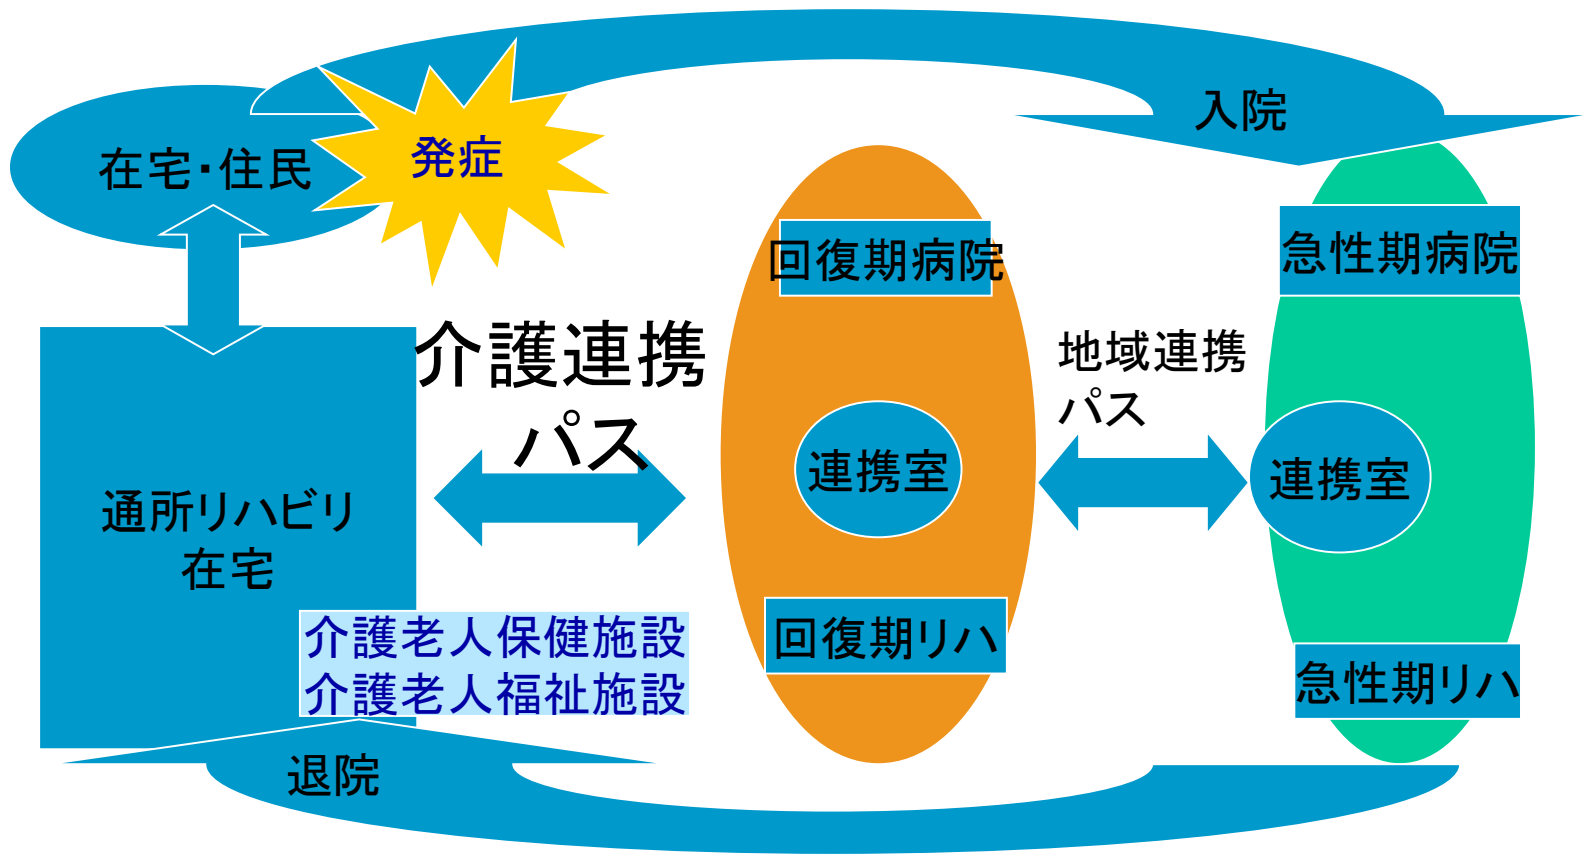 入院
発症
在宅・住民
回復期病院
急性期病院
介護連携
パス
地域連携
パス
連携室
連携室
通所リハビリ
在宅
介護老人保健施設
介護老人福祉施設
回復期リハ
急性期リハ
退院